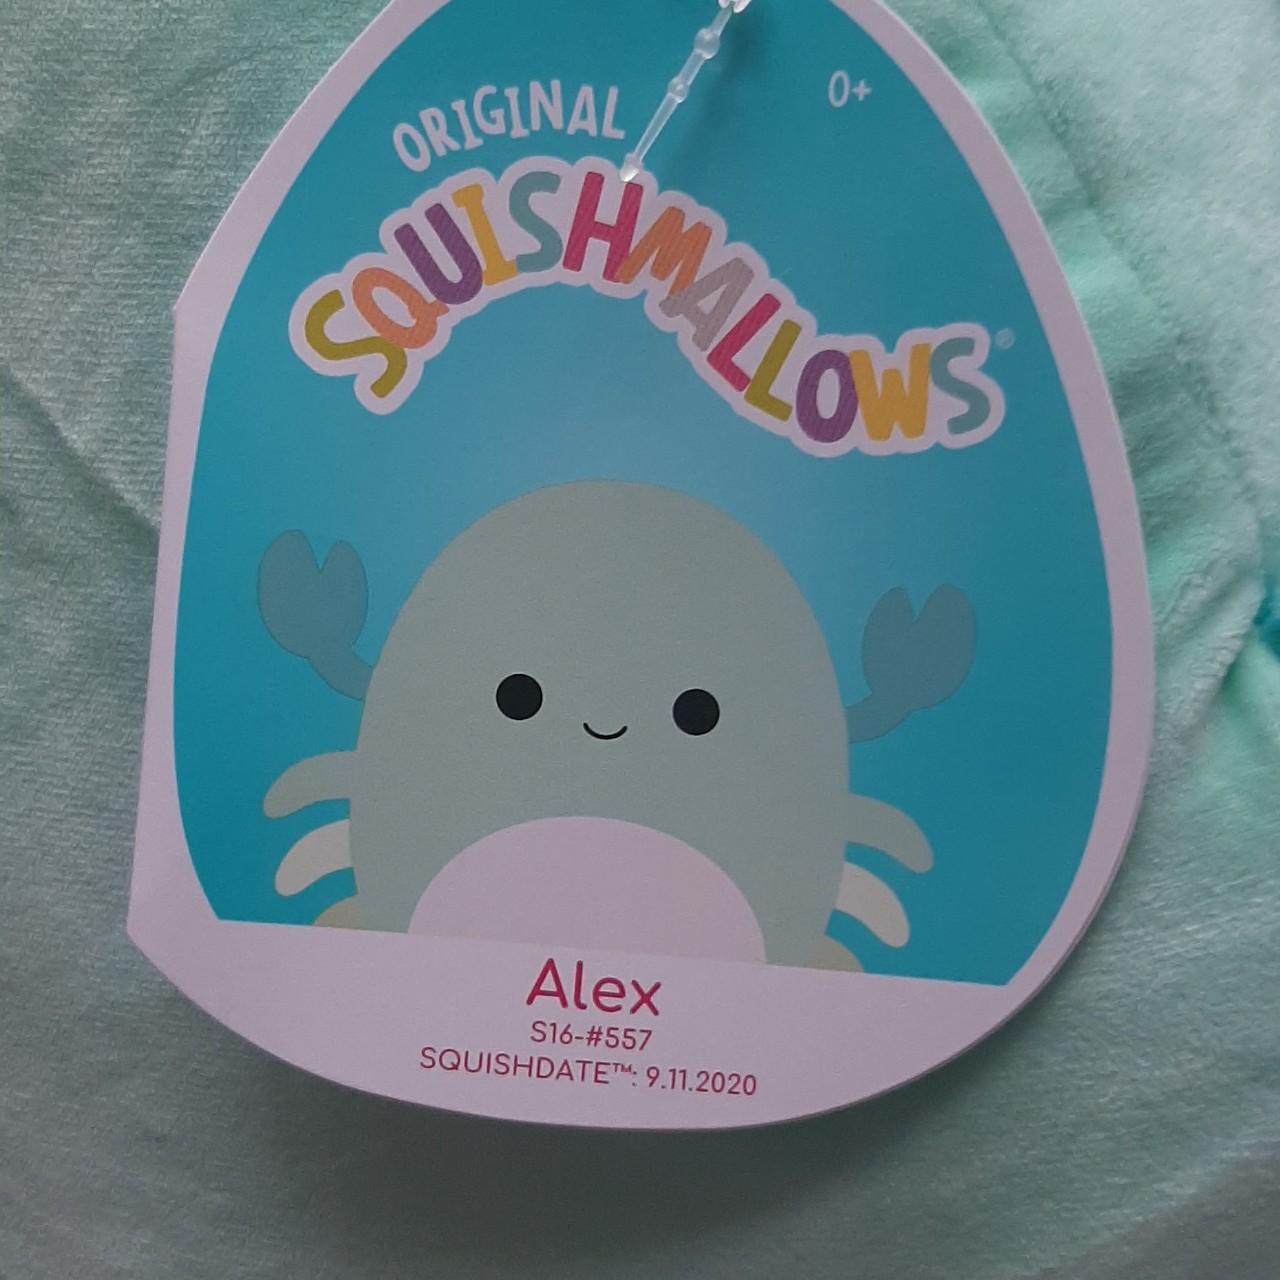 0+
ORIGINAL
SQUISHMALLOWS®
Alex
S16-#557
SQUISHDATE™: 9.11.2020